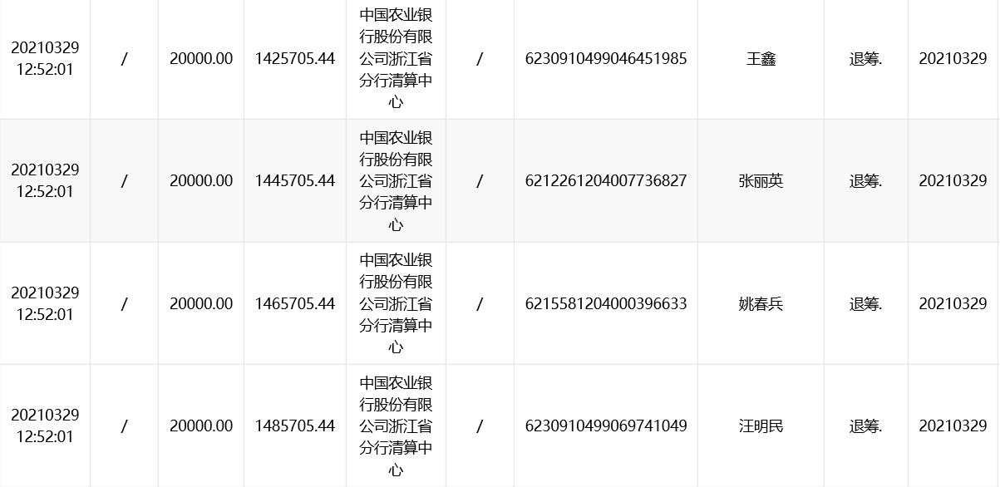 20210329
12:52:01
/
20000.00
1425705.44
中国农业银
行股份有限
公司浙江省
分行清算中
心
/
6230910499046451985
王鑫
退筹.
20210329
20210329
12:52:01
/
20000.00
1445705.44
中国农业银
行股份有限
公司浙江省
分行清算中
心
/
6212261204007736827
张丽英
退筹.
20210329
20210329
12:52:01
/
20000.00
1465705.44
中国农业银
行股份有限
公司浙江省
分行清算中
心
/
6215581204000396633
姚春兵
退筹.
20210329
20210329
12:52:01
/
20000.00
1485705.44
中国农业银
行股份有限
公司浙江省
分行清算中
心
/
6230910499069741049
汪明民
退筹.
20210329